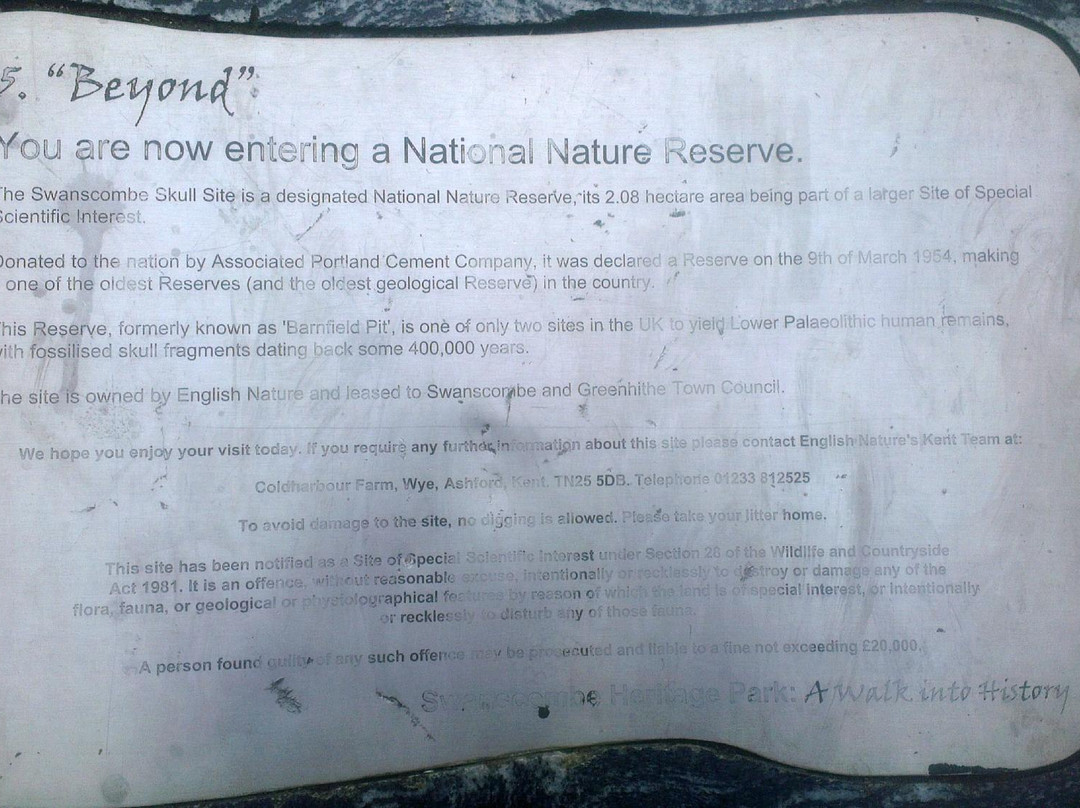 5. "Beyond"
You are now entering a National Nature Reserve.
The Swanscombe Skull Site is a designated National Nature Reserve, its 2.08 hectare area being part of a larger Site of Special
Scientific Interest.
Donated to the nation by Associated Portland Cement Company, it was declared a Reserve on the 9th of March 1954, making
one of the oldest Reserves (and the oldest geological Reserve) in the country.
This Reserve, formerly known as 'Barnfield Pit', is one of only two sites in the UK to yield Lower Palaeolithic human remains,
with fossilised skull fragments dating back some 400,000 years.
The site is owned by English Nature and leased to Swanscombe and Greenhithe Town Council.
We hope you enjoy your visit today. If you require any further information about this site please contact English Nature's Kent Team at:
Coldharbour Farm, Wye, Ashford, Kent. TN25 5DB. Telephone 01233 812525
To avoid damage to the site, no digging is allowed. Please take your litter home.
This site has been notified as a Site of Special Scientific Interest under Section 28 of the Wildlife and Countryside
Act 1981. It is an offence, without reasonable excuse, intentionally or recklessly to destroy or damage any of the
flora, fauna, or geological or physiolographical features by reason of which the land is of special interest, or intentionally
or recklessly to disturb any of those fauna.
A person found guilty of any such offence may be prosecuted and liable to a fine not exceeding £20,000.
Swanscombe Heritage Park: A Walk into History